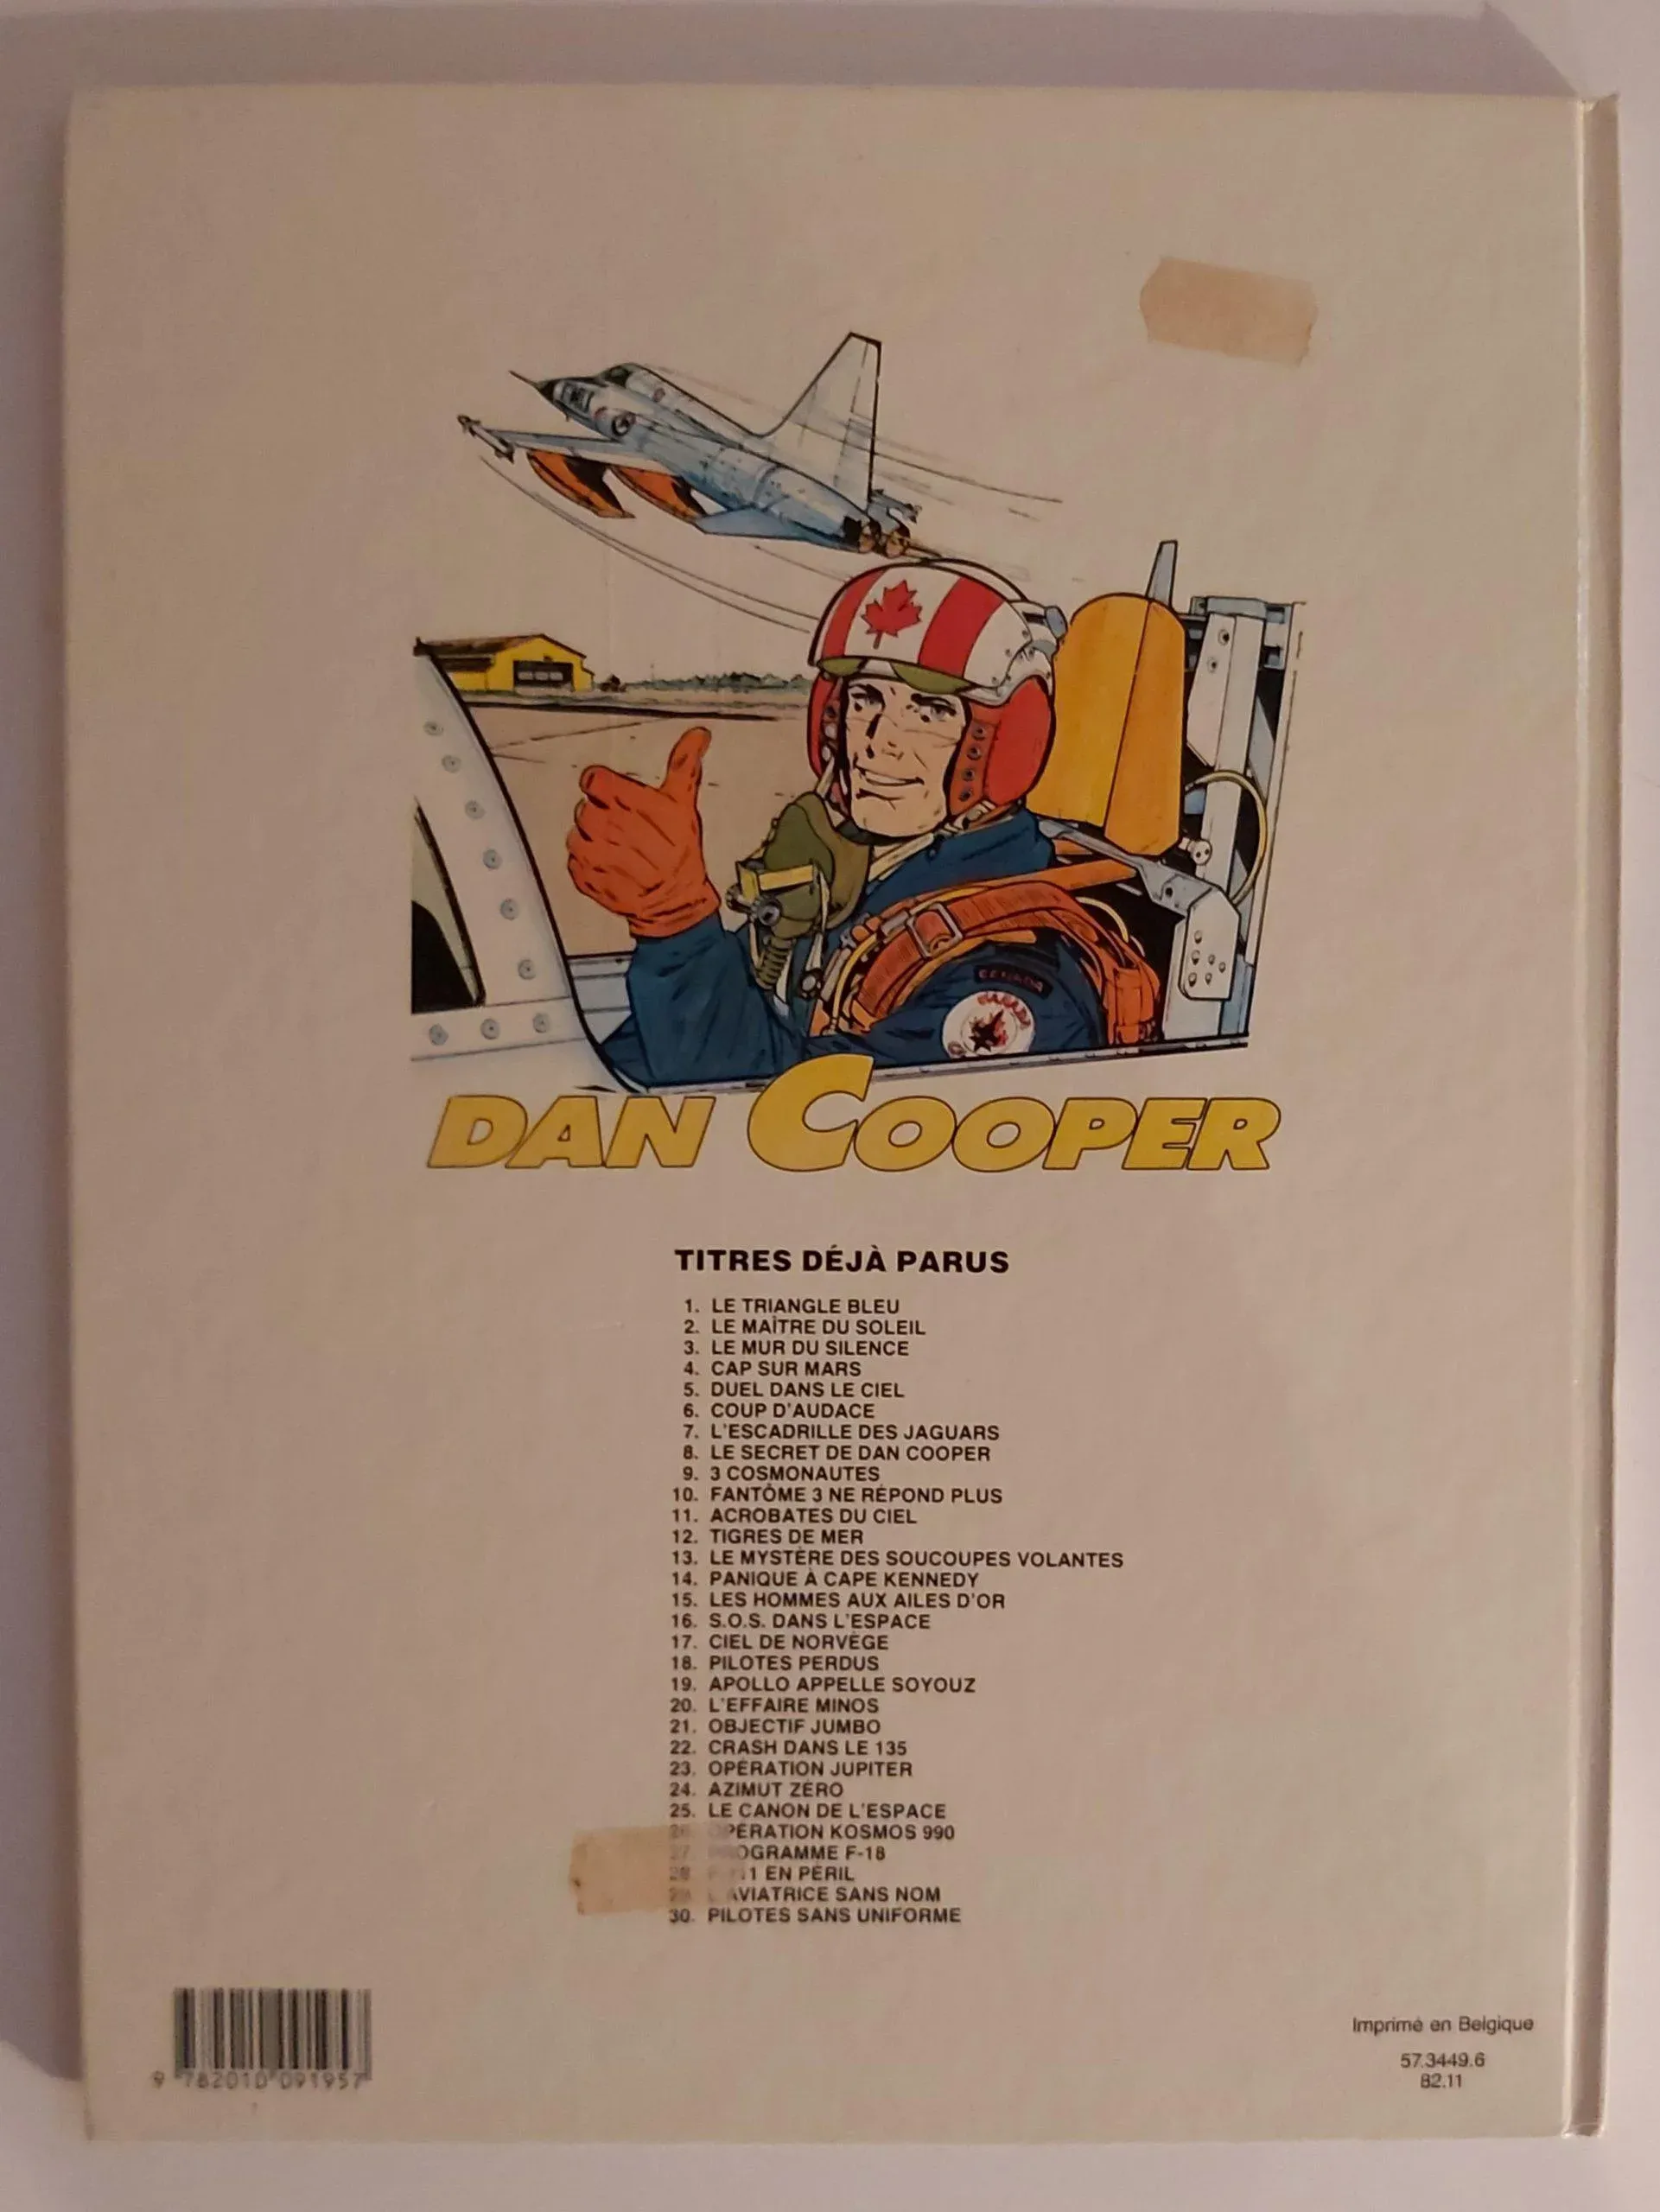 DAN COOPER
CANADA
CANADA
TITRES DÉJÀ PARUS
1. LE TRIANGLE BLEU
2. LE MAÎTRE DU SOLEIL
3. LE MUR DU SILENCE
4. CAP SUR MARS
5. DUEL DANS LE CIEL
6. COUP D'AUDACE
7. L'ESCADRILLE DES JAGUARS
8. LE SECRET DE DAN COOPER
9. 3 COSMONAUTES
10. FANTÔME 3 NE RÉPOND PLUS
11. ACROBATES DU CIEL
12. TIGRES DE MER
13. LE MYSTÈRE DES SOUCOUPES VOLANTES
14. PANIQUE À CAPE KENNEDY
15. LES HOMMES AUX AILES D'OR
16. S.O.S. DANS L'ESPACE
17. CIEL DE NORVÈGE
18. PILOTES PERDUS
19. APOLLO APPELLE SOYOUZ
20. L'EFFAIRE MINOS
21. OBJECTIF JUMBO
22. CRASH DANS LE 135
23. OPÉRATION JUPITER
24. AZIMUT ZÉRO
25. LE CANON DE L'ESPACE
26. OPÉRATION KOSMOS 990
27. PROGRAMME F-18
28. EN PÉRIL
29. L'AVIATRICE SANS NOM
30. PILOTES SANS UNIFORME
9 782010 091957
Imprimé en Belgique
57.3449.6
82.11